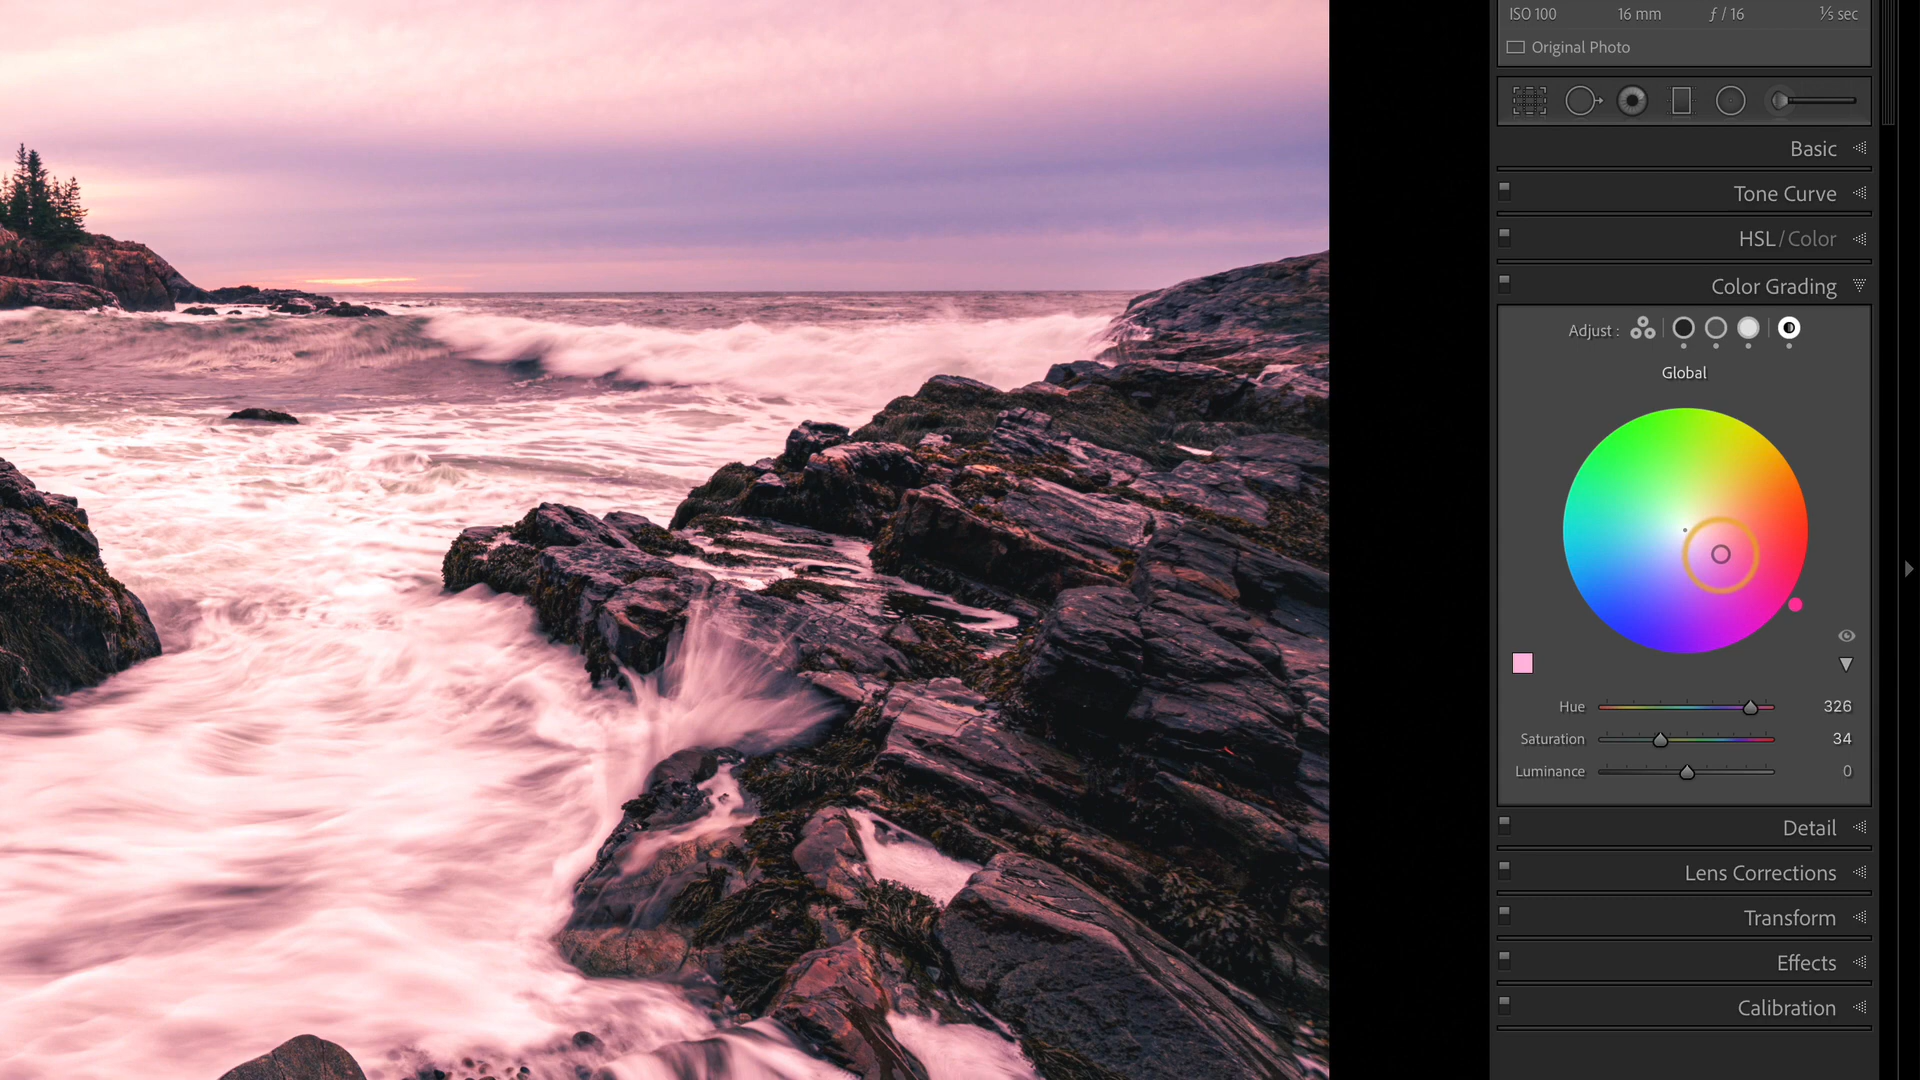 ISO 100 16 mm ƒ / 16 ⅕ sec
Original Photo
Basic
Tone Curve
HSL / Color
Color Grading
Adjust :
Global
Hue 326
Saturation 34
Luminance 0
Detail
Lens Corrections
Transform
Effects
Calibration